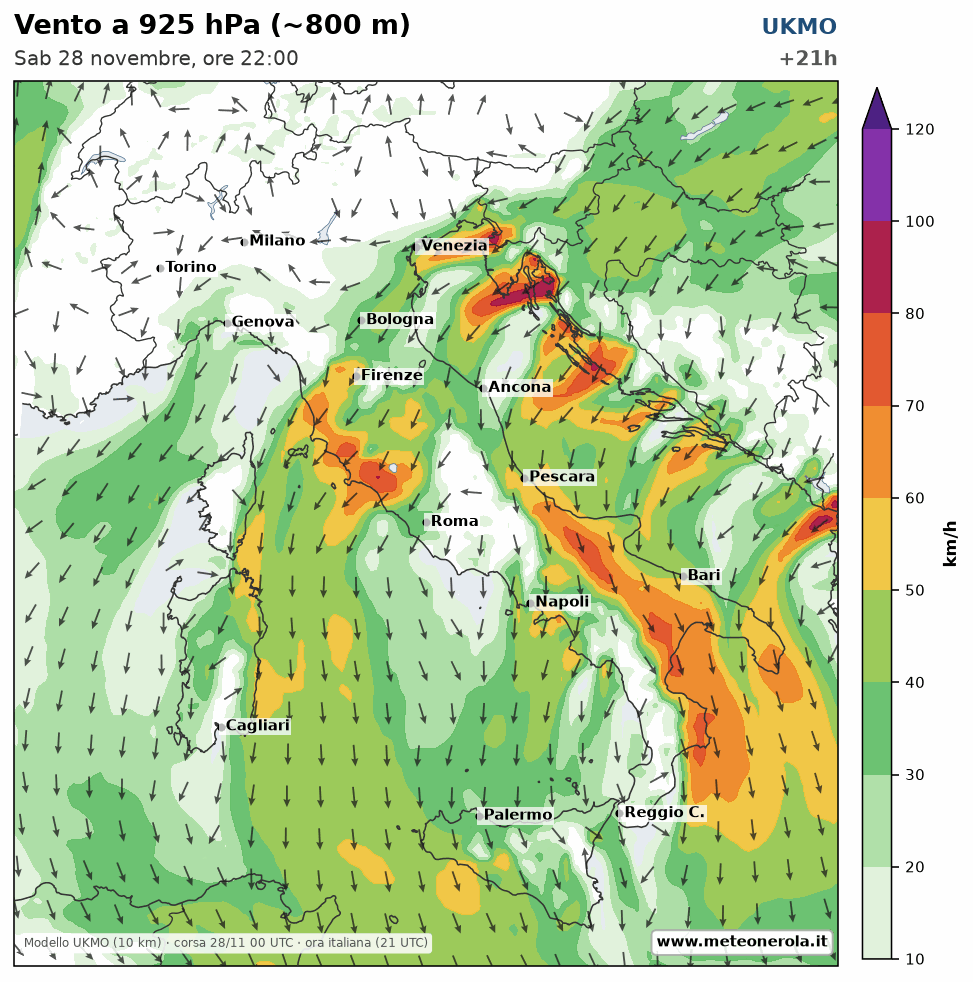 Vento a 925 hPa (~800 m)
UKMO
Sab 28 novembre, ore 22:00
+21h
120
100
80
70
60
50
40
30
20
10
km/h
Venezia
Milano
Torino
Genova
Bologna
Firenze
Ancona
Pescara
Roma
Bari
Napoli
Cagliari
Palermo
Reggio C.
Modello UKMO (10 km) · corsa 28/11 00 UTC · ora italiana (21 UTC)
www.meteonerola.it